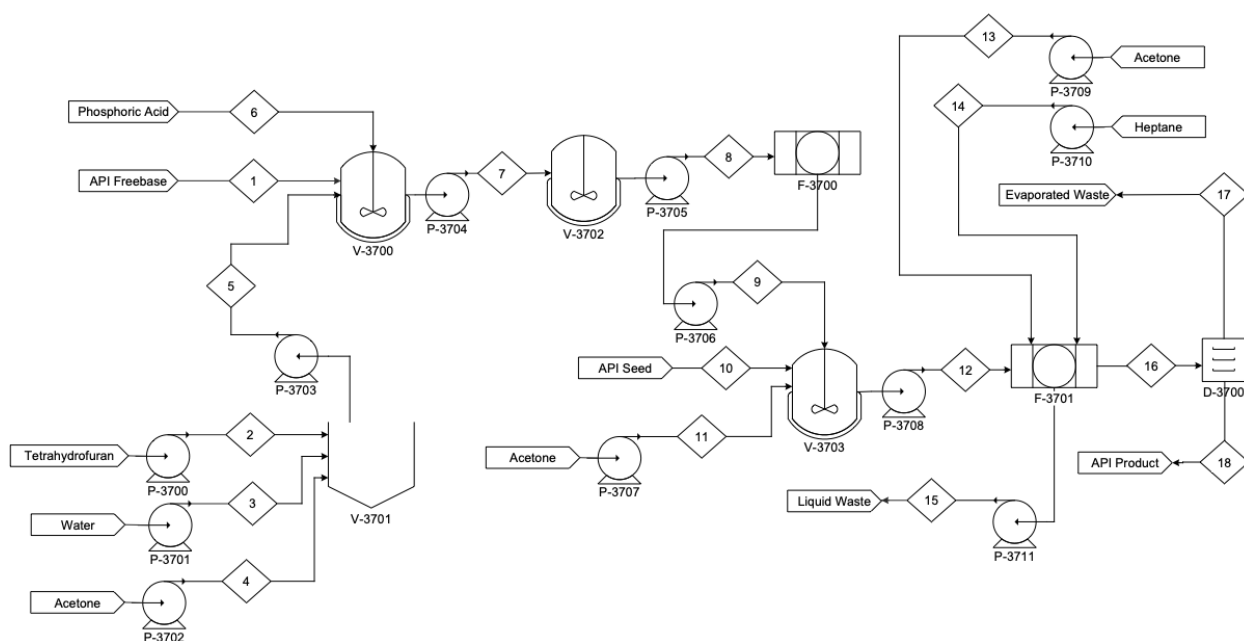 13
Acetone
P-3709
14
Heptane
P-3710
Phosphoric Acid
6
API Freebase
1
V-3700
P-3704
7
V-3702
P-3705
8
F-3700
Evaporated Waste
17
5
P-3703
P-3706
9
API Seed
10
V-3703
P-3708
12
F-3701
16
D-3700
Acetone
P-3707
11
API Product
18
Liquid Waste
15
P-3711
Tetrahydrofuran
P-3700
2
Water
P-3701
3
V-3701
Acetone
P-3702
4